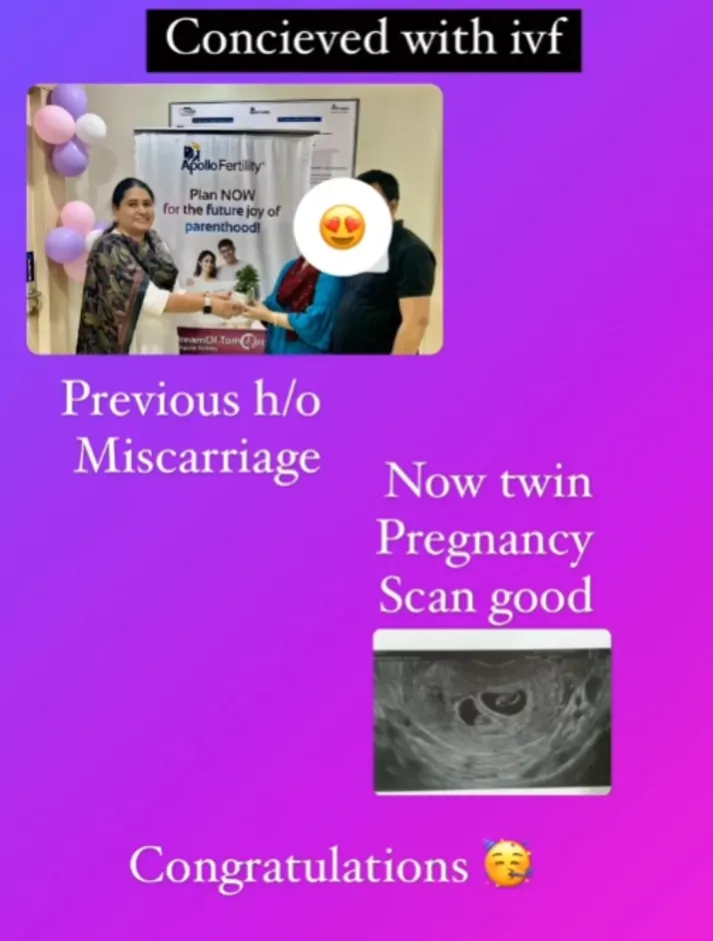 Concieved with ivf
Apollo Fertility
Plan NOW
for the future joy of
parenthood!
Previous h/o
Miscarriage
Now twin
Pregnancy
Scan good
Congratulations 🥳